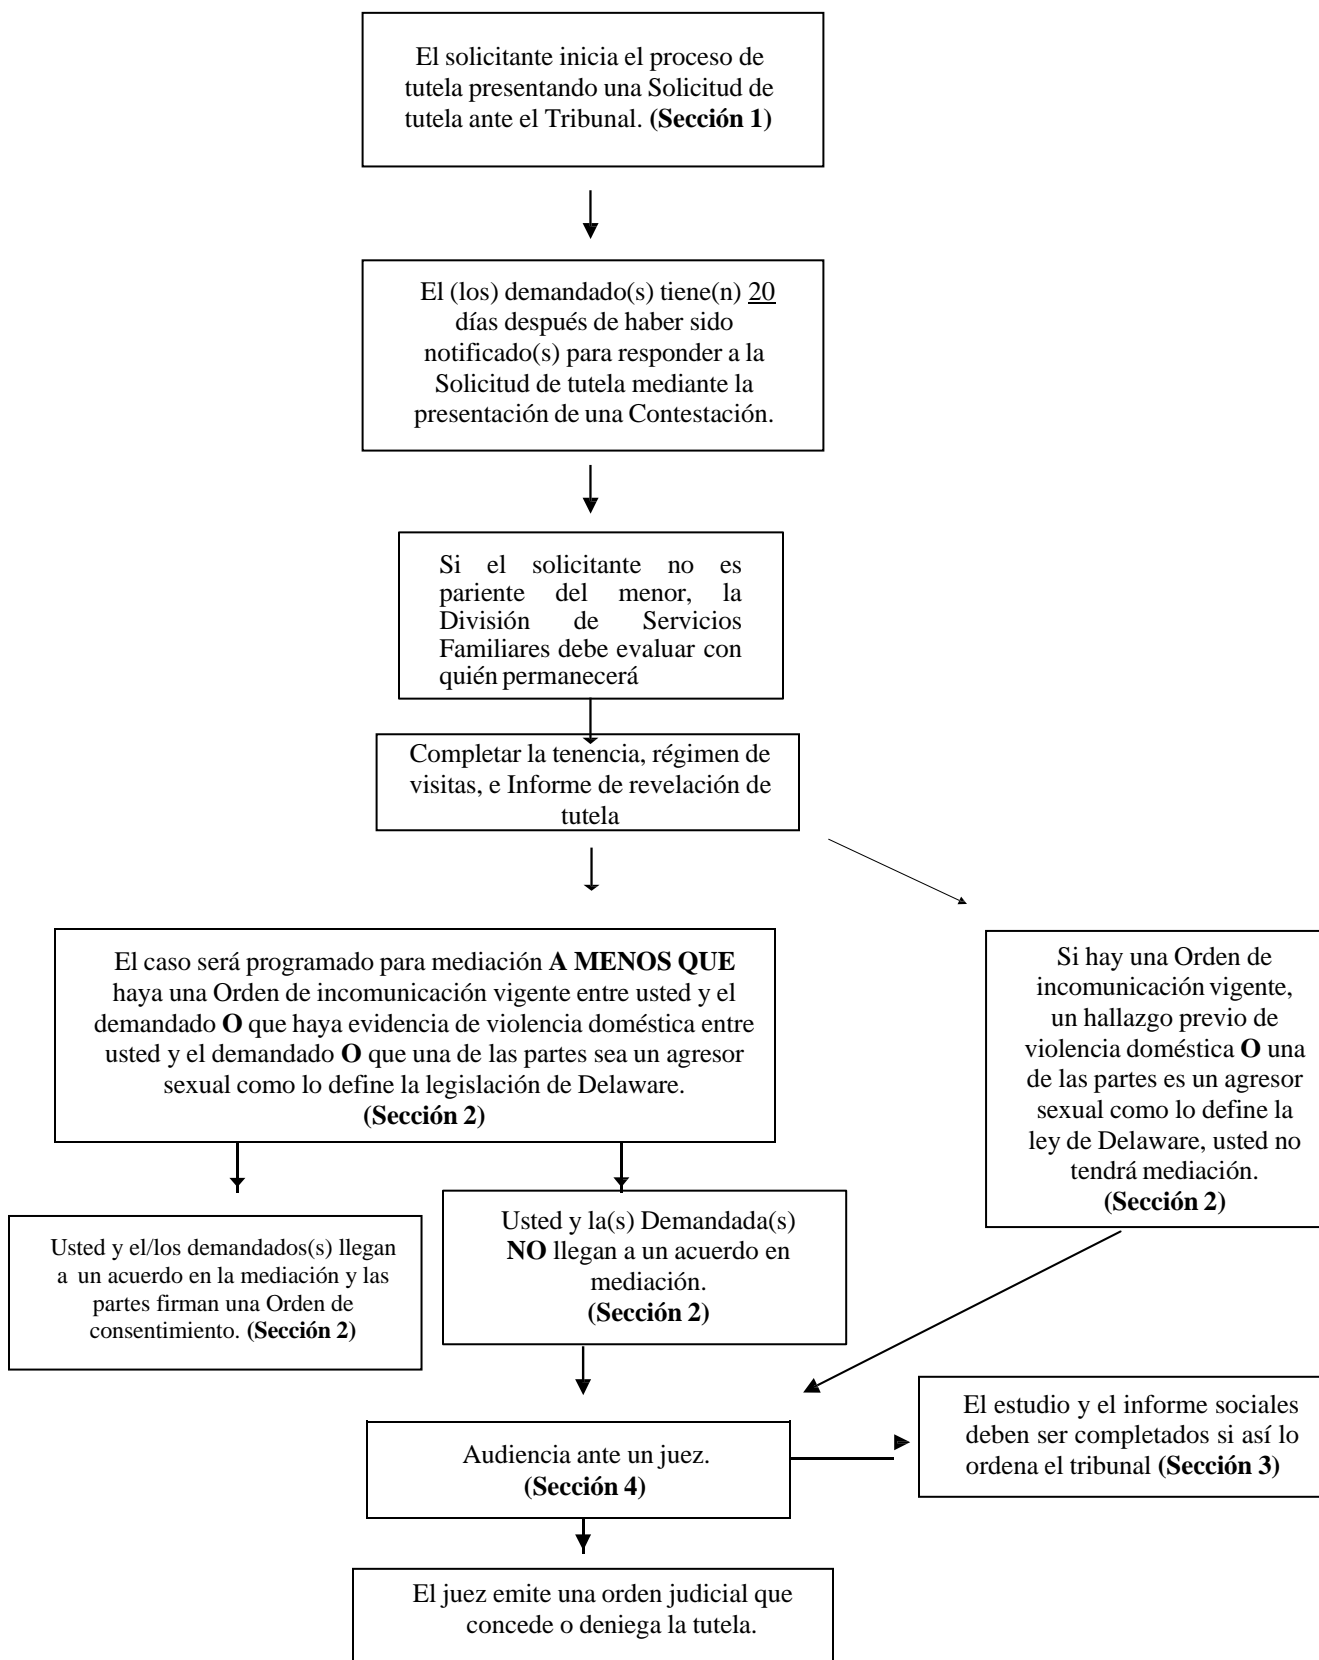 El solicitante inicia el proceso de
tutela presentando una Solicitud de
tutela ante el Tribunal. (Sección 1)
El (los) demandado(s) tiene(n) 20
días después de haber sido
notificado(s) para responder a la
Solicitud de tutela mediante la
presentación de una Contestación.
Si el solicitante no es
pariente del menor, la
División de Servicios
Familiares debe evaluar con
quién permanecerá
Completar la tenencia, régimen de
visitas, e Informe de revelación de
tutela
El caso será programado para mediación A MENOS QUE
haya una Orden de incomunicación vigente entre usted y el
demandado O que haya evidencia de violencia doméstica entre
usted y el demandado O que una de las partes sea un agresor
sexual como lo define la legislación de Delaware.
(Sección 2)
Si hay una Orden de
incomunicación vigente,
un hallazgo previo de
violencia doméstica O una
de las partes es un agresor
sexual como lo define la
ley de Delaware, usted no
tendrá mediación.
(Sección 2)
Usted y el/los demandados(s) llegan
a un acuerdo en la mediación y las
partes firman una Orden de
consentimiento. (Sección 2)
Usted y la(s) Demandada(s)
NO llegan a un acuerdo en
mediación.
(Sección 2)
Audiencia ante un juez.
(Sección 4)
El estudio y el informe sociales
deben ser completados si así lo
ordena el tribunal (Sección 3)
El juez emite una orden judicial que
concede o deniega la tutela.